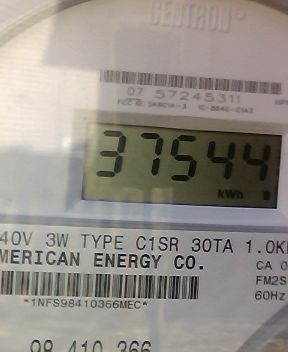 CENTRON®
07 57245311
37544
kWh
40V 3W TYPE C1SR 30TA 1.0K
MERICAN ENERGY CO.
CA 0
FM2S
60Hz
*1NFS98410366MEC*
98 410 366